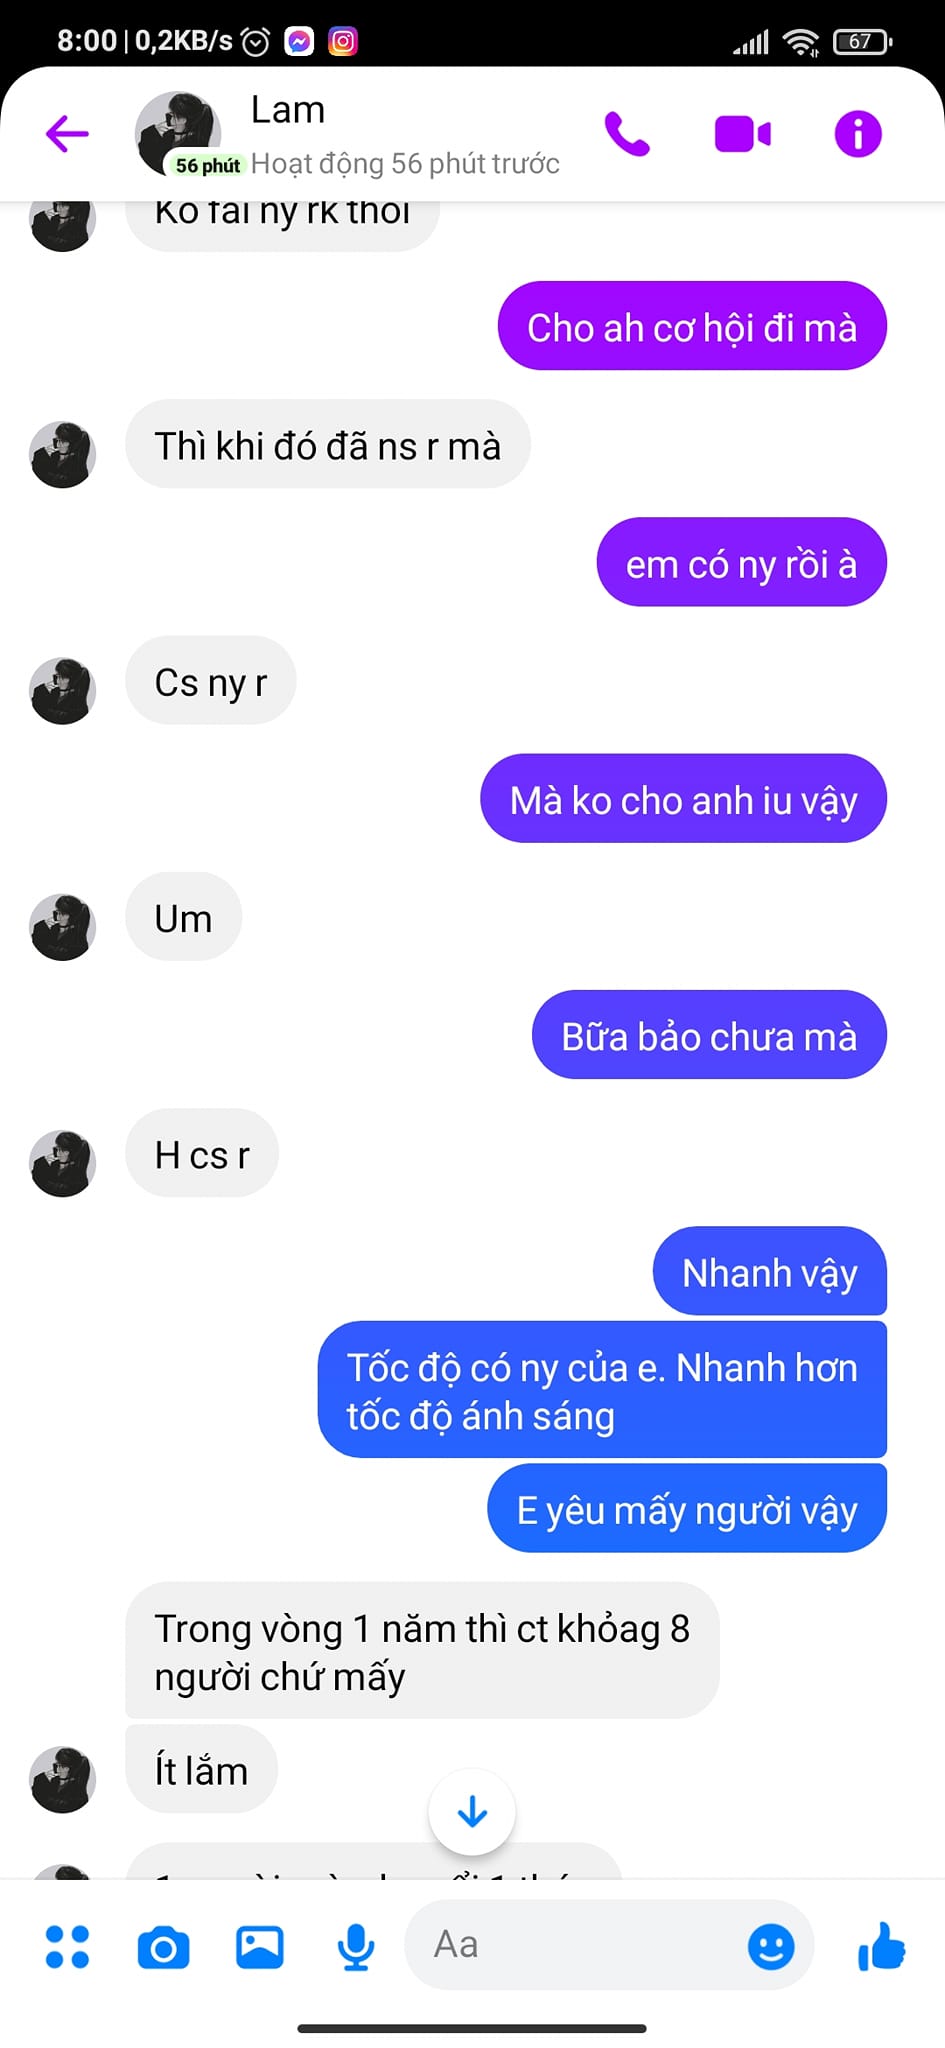 8:00 | 0,2KB/s
67
Lam
56 phút
Hoạt động 56 phút trước
Ko fai ny rk thoi
Cho ah cơ hội đi mà
Thì khi đó đã ns r mà
em có ny rồi à
Cs ny r
Mà ko cho anh iu vậy
Um
Bữa bảo chưa mà
H cs r
Nhanh vậy
Tốc độ có ny của e. Nhanh hơn
tốc độ ánh sáng
E yêu mấy người vậy
Trong vòng 1 năm thì ct khỏag 8
người chứ mấy
Ít lắm
Aa